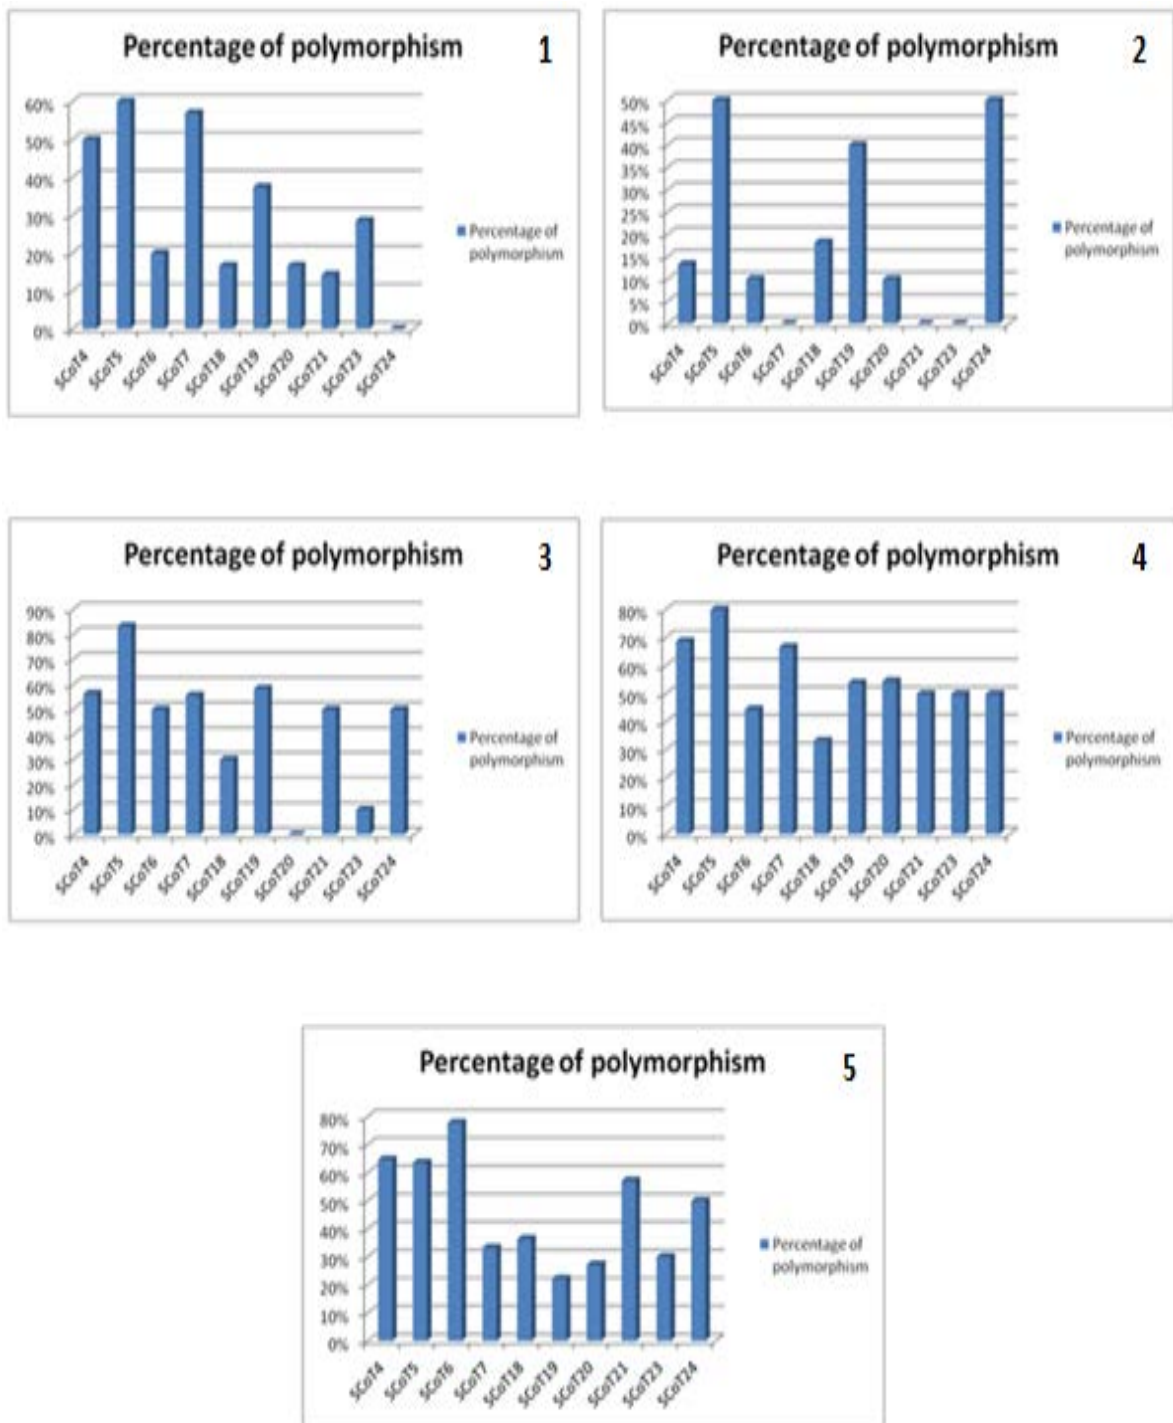 Percentage of polymorphism 1
60%
50%
40%
30%
20%
10%
0%
SCoT4 SCoT5 SCoT6 SCoT7 SCoT18 SCoT19 SCoT20 SCoT21 SCoT23 SCoT24
Percentage of
polymorphism
Percentage of polymorphism 2
50%
45%
40%
35%
30%
25%
20%
15%
10%
5%
0%
SCoT4 SCoT5 SCoT6 SCoT7 SCoT18 SCoT19 SCoT20 SCoT21 SCoT23 SCoT24
Percentage of
polymorphism
Percentage of polymorphism 3
90%
80%
70%
60%
50%
40%
30%
20%
10%
0%
SCoT4 SCoT5 SCoT6 SCoT7 SCoT18 SCoT19 SCoT20 SCoT21 SCoT23 SCoT24
Percentage of
polymorphism
Percentage of polymorphism 4
80%
70%
60%
50%
40%
30%
20%
10%
0%
SCoT4 SCoT5 SCoT6 SCoT7 SCoT18 SCoT19 SCoT20 SCoT21 SCoT23 SCoT24
Percentage of
polymorphism
Percentage of polymorphism 5
80%
70%
60%
50%
40%
30%
20%
10%
0%
SCoT4 SCoT5 SCoT6 SCoT7 SCoT18 SCoT19 SCoT20 SCoT21 SCoT23 SCoT24
Percentage of
polymorphism